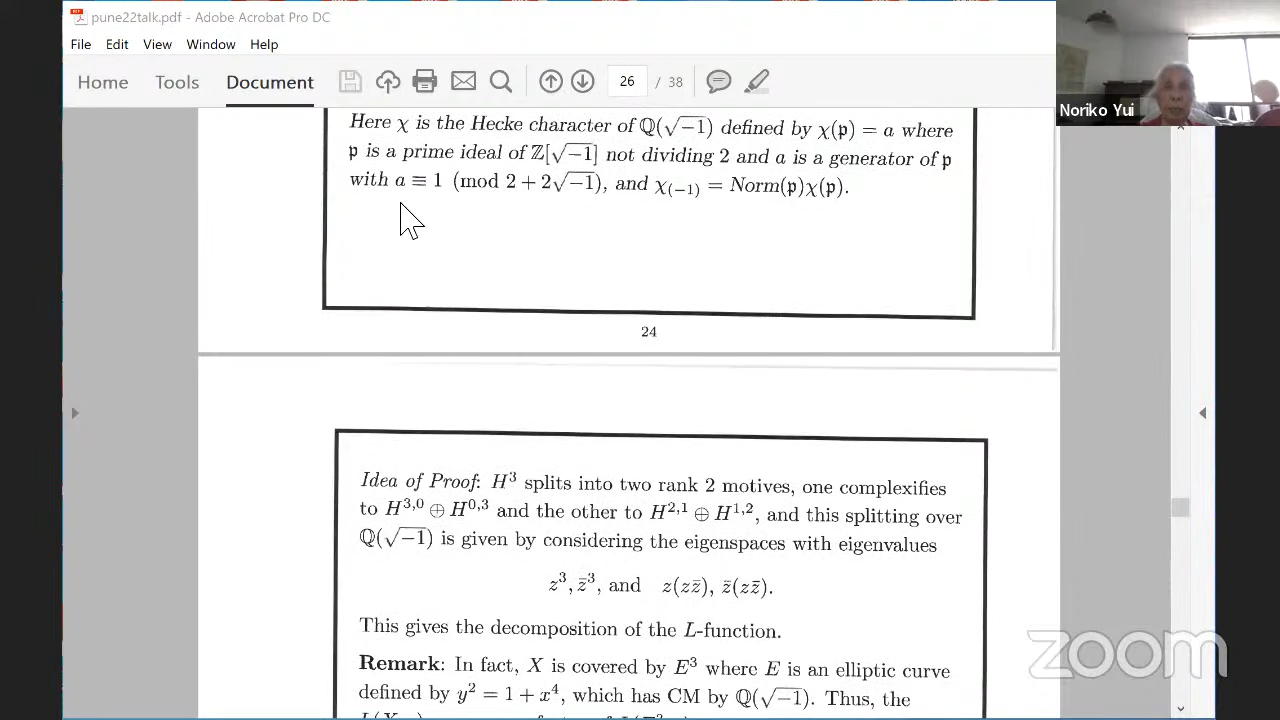 pune22talk.pdf - Adobe Acrobat Pro DC
File Edit View Window Help
Home Tools Document 26 / 38
Noriko Yui
Here χ is the Hecke character of ℚ(√−1) defined by χ(𝔭) = a where
𝔭 is a prime ideal of ℤ[√−1] not dividing 2 and a is a generator of 𝔭
with a ≡ 1 (mod 2 + 2√−1), and χ₍₋₁₎ = Norm(𝔭)χ(𝔭).
24
Idea of Proof: H³ splits into two rank 2 motives, one complexifies
to H^{3,0} ⊕ H^{0,3} and the other to H^{2,1} ⊕ H^{1,2}, and this splitting over
ℚ(√−1) is given by considering the eigenspaces with eigenvalues
z³, z̄³, and z(zz̄), z̄(zz̄).
This gives the decomposition of the L-function.
Remark: In fact, X is covered by E³ where E is an elliptic curve
defined by y² = 1 + x⁴, which has CM by ℚ(√−1). Thus, the
zoom